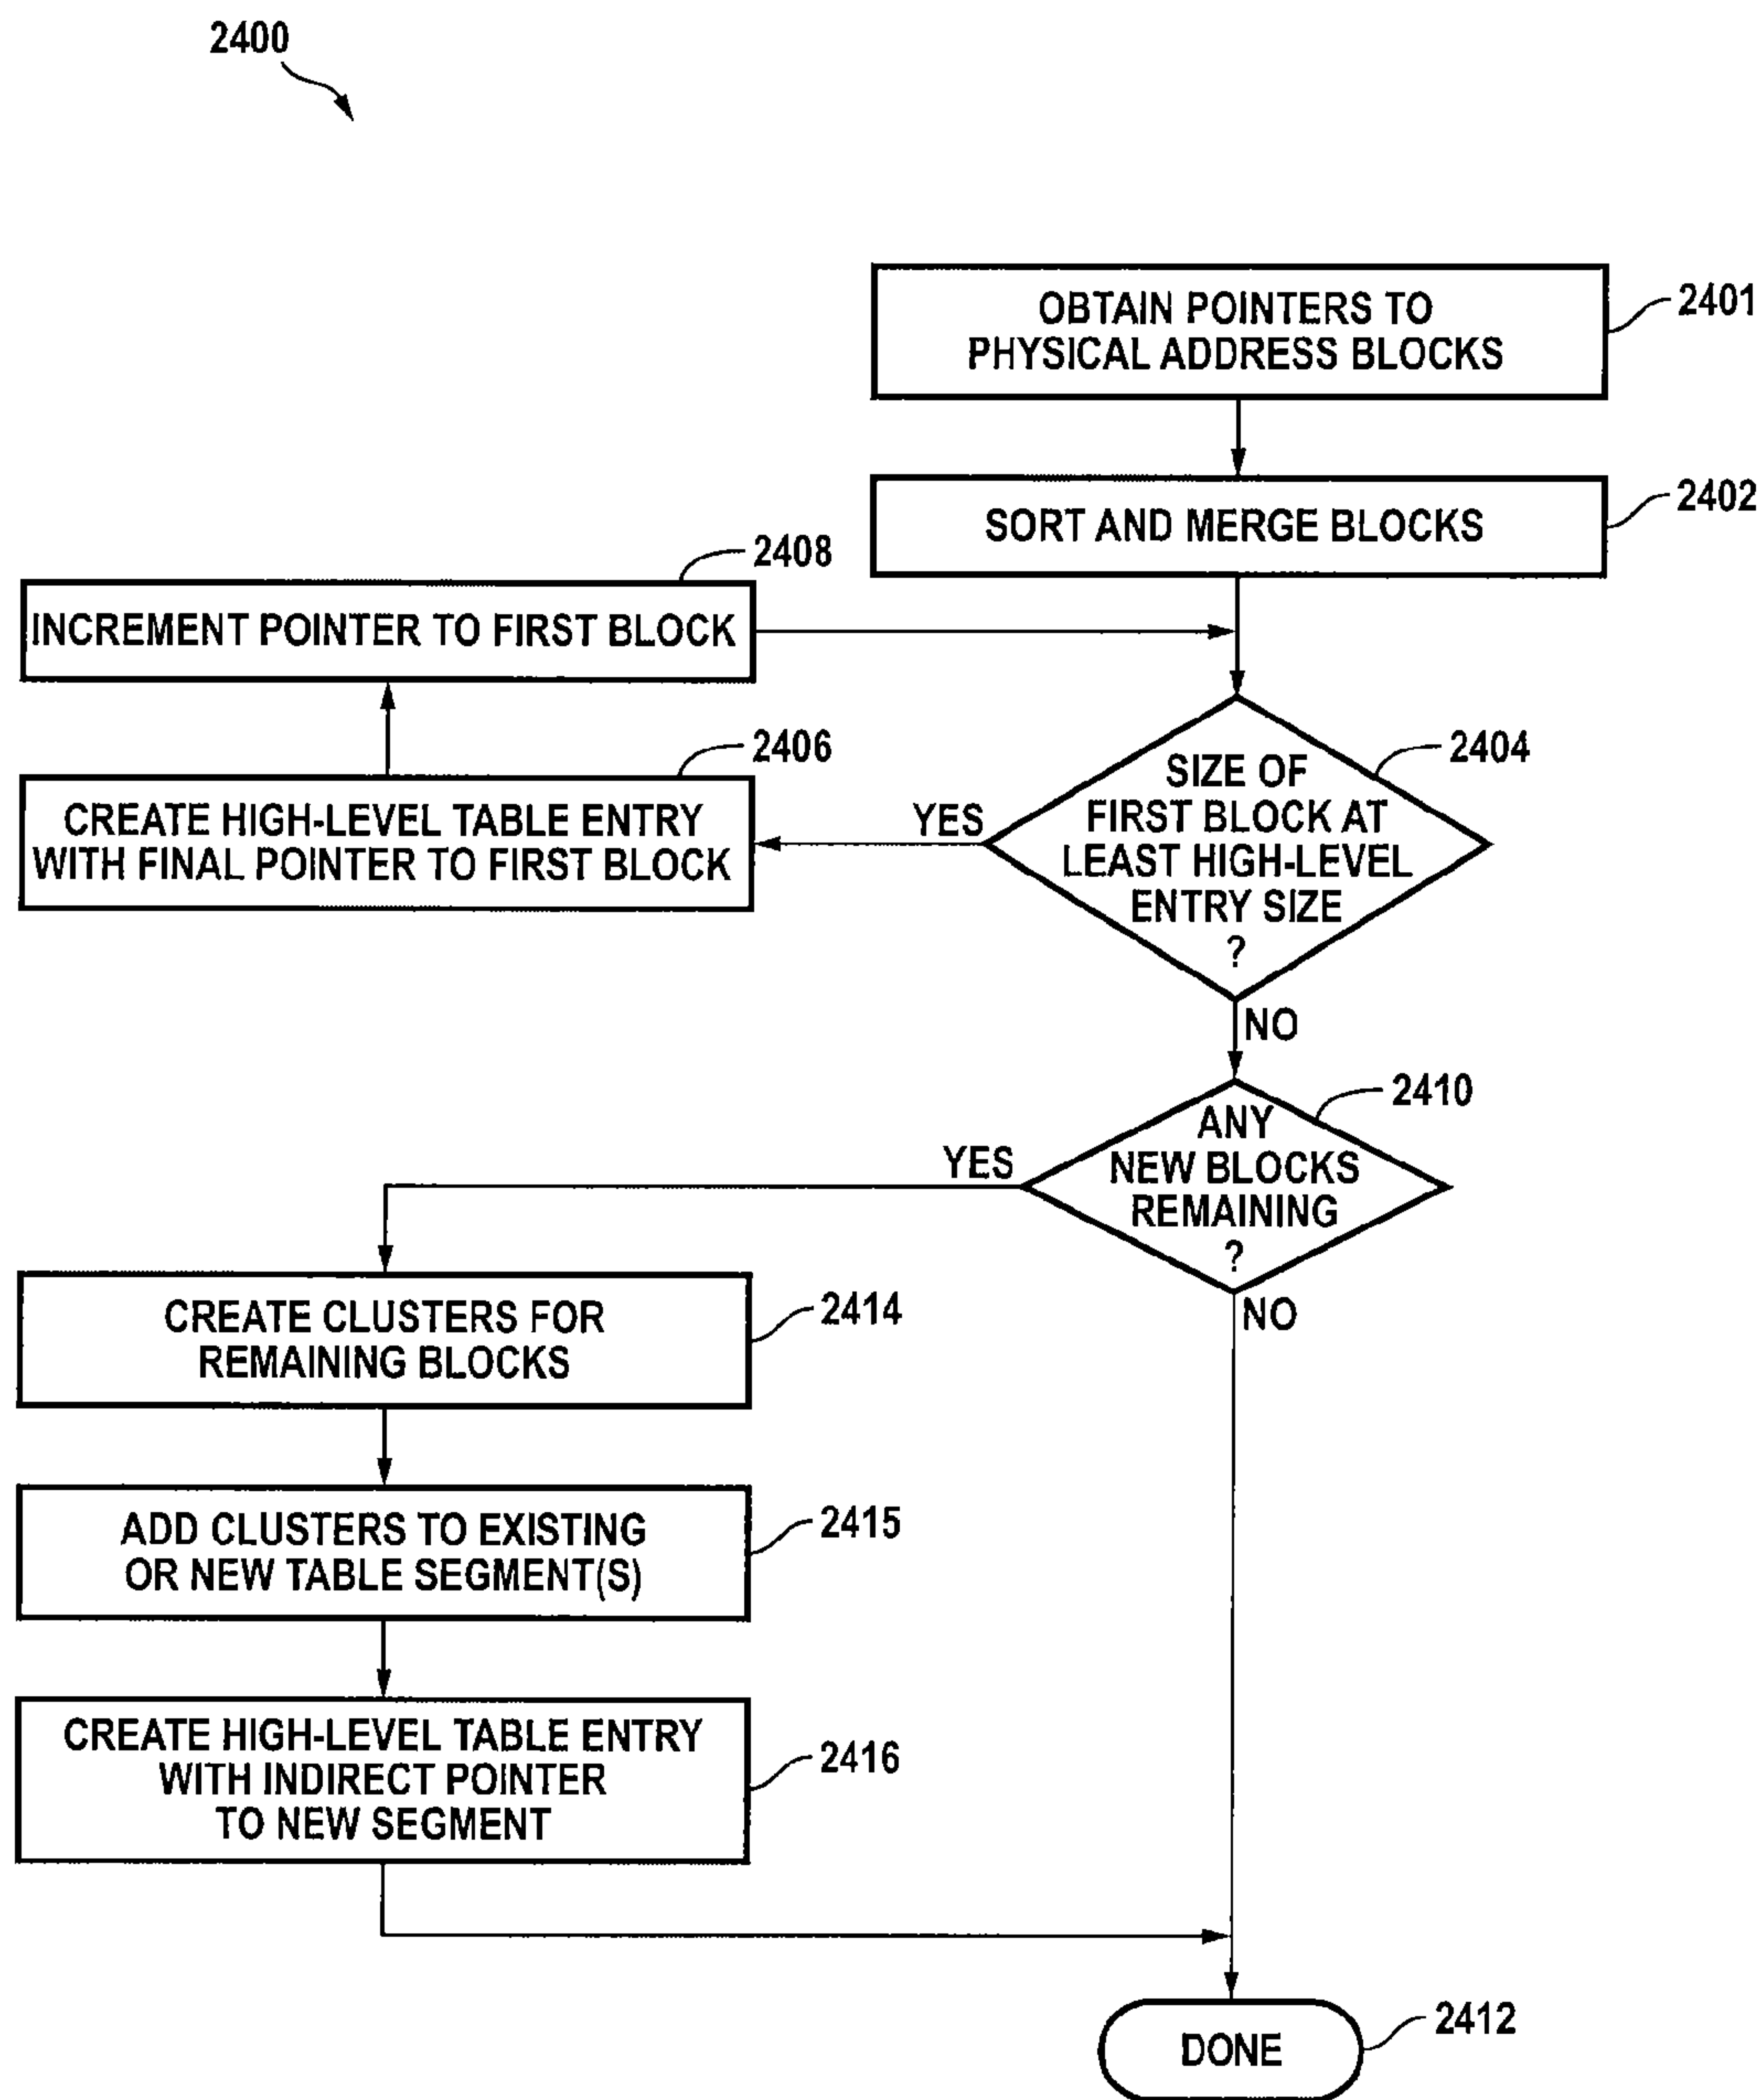 2400
OBTAIN POINTERS TO
PHYSICAL ADDRESS BLOCKS
2401
SORT AND MERGE BLOCKS
2402
2408
INCREMENT POINTER TO FIRST BLOCK
2406
CREATE HIGH-LEVEL TABLE ENTRY
WITH FINAL POINTER TO FIRST BLOCK
YES
2404
SIZE OF
FIRST BLOCK AT
LEAST HIGH-LEVEL
ENTRY SIZE
?
NO
2410
ANY
NEW BLOCKS
REMAINING
?
YES
NO
CREATE CLUSTERS FOR
REMAINING BLOCKS
2414
ADD CLUSTERS TO EXISTING
OR NEW TABLE SEGMENT(S)
2415
CREATE HIGH-LEVEL TABLE ENTRY
WITH INDIRECT POINTER
TO NEW SEGMENT
2416
DONE
2412